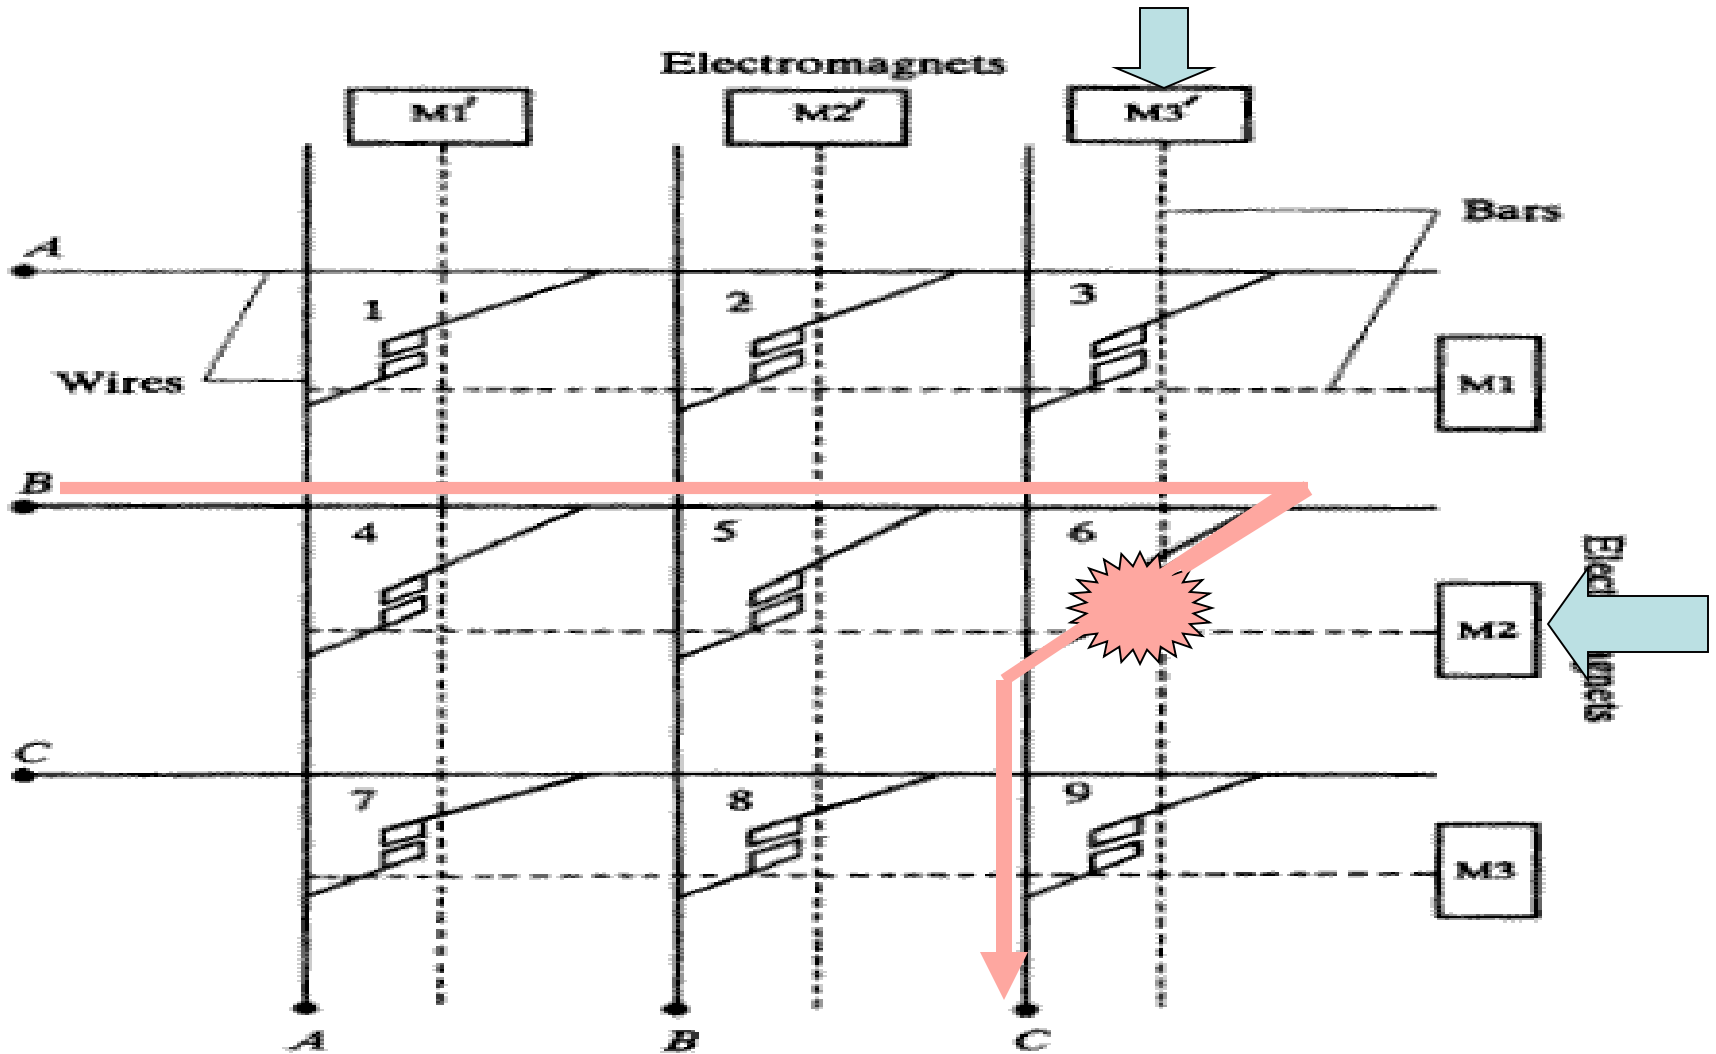 Electromagnets
M1′ M2′ M3′
Bars
A
1 2 3
Wires
M1
B
4 5 6
M2
C
7 8 9
M3
A B C